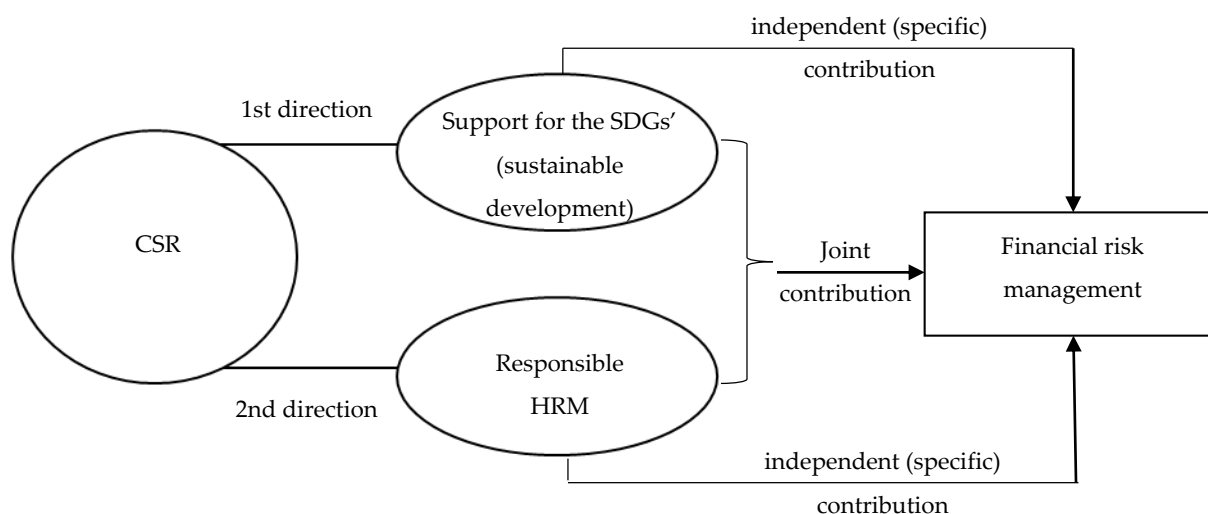 independent (specific)
contribution
1st direction
Support for the SDGs’
(sustainable
development)
CSR
Joint
contribution
Financial risk
management
Responsible
HRM
2nd direction
independent (specific)
contribution